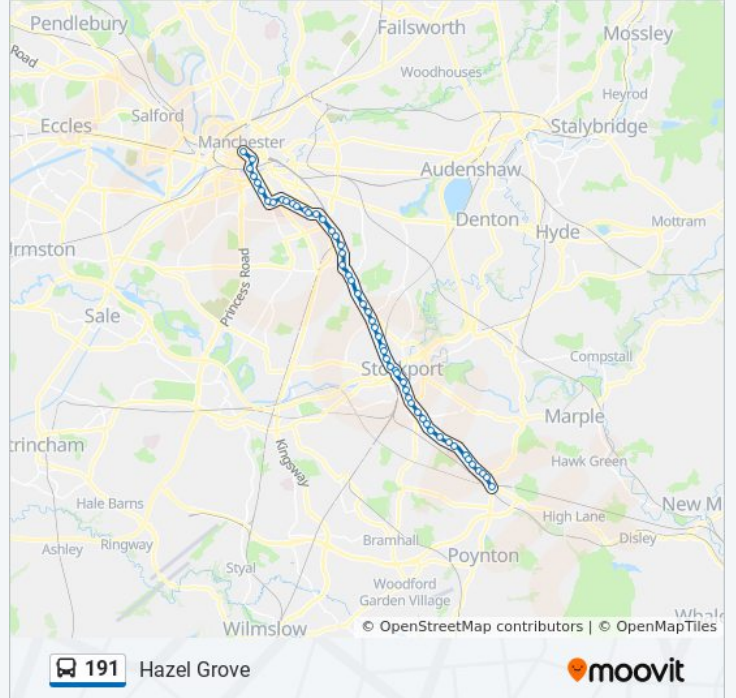 Pendlebury
Failsworth
Mossley
Road
Woodhouses
Heyrod
Salford
Eccles
Stalybridge
Manchester
Audenshaw
Denton
Mottram
Hyde
Irmston
Princess Road
Sale
Compstall
Stockport
Marple
trincham
Kingsway
Hawk Green
Hale Barns
New M
High Lane
Disley
Ashley
Ringway
Bramhall
Poynton
Styal
Woodford
Garden Village
Whale
Wilmslow
© OpenStreetMap contributors | © OpenMapTiles
191 Hazel Grove
moovit